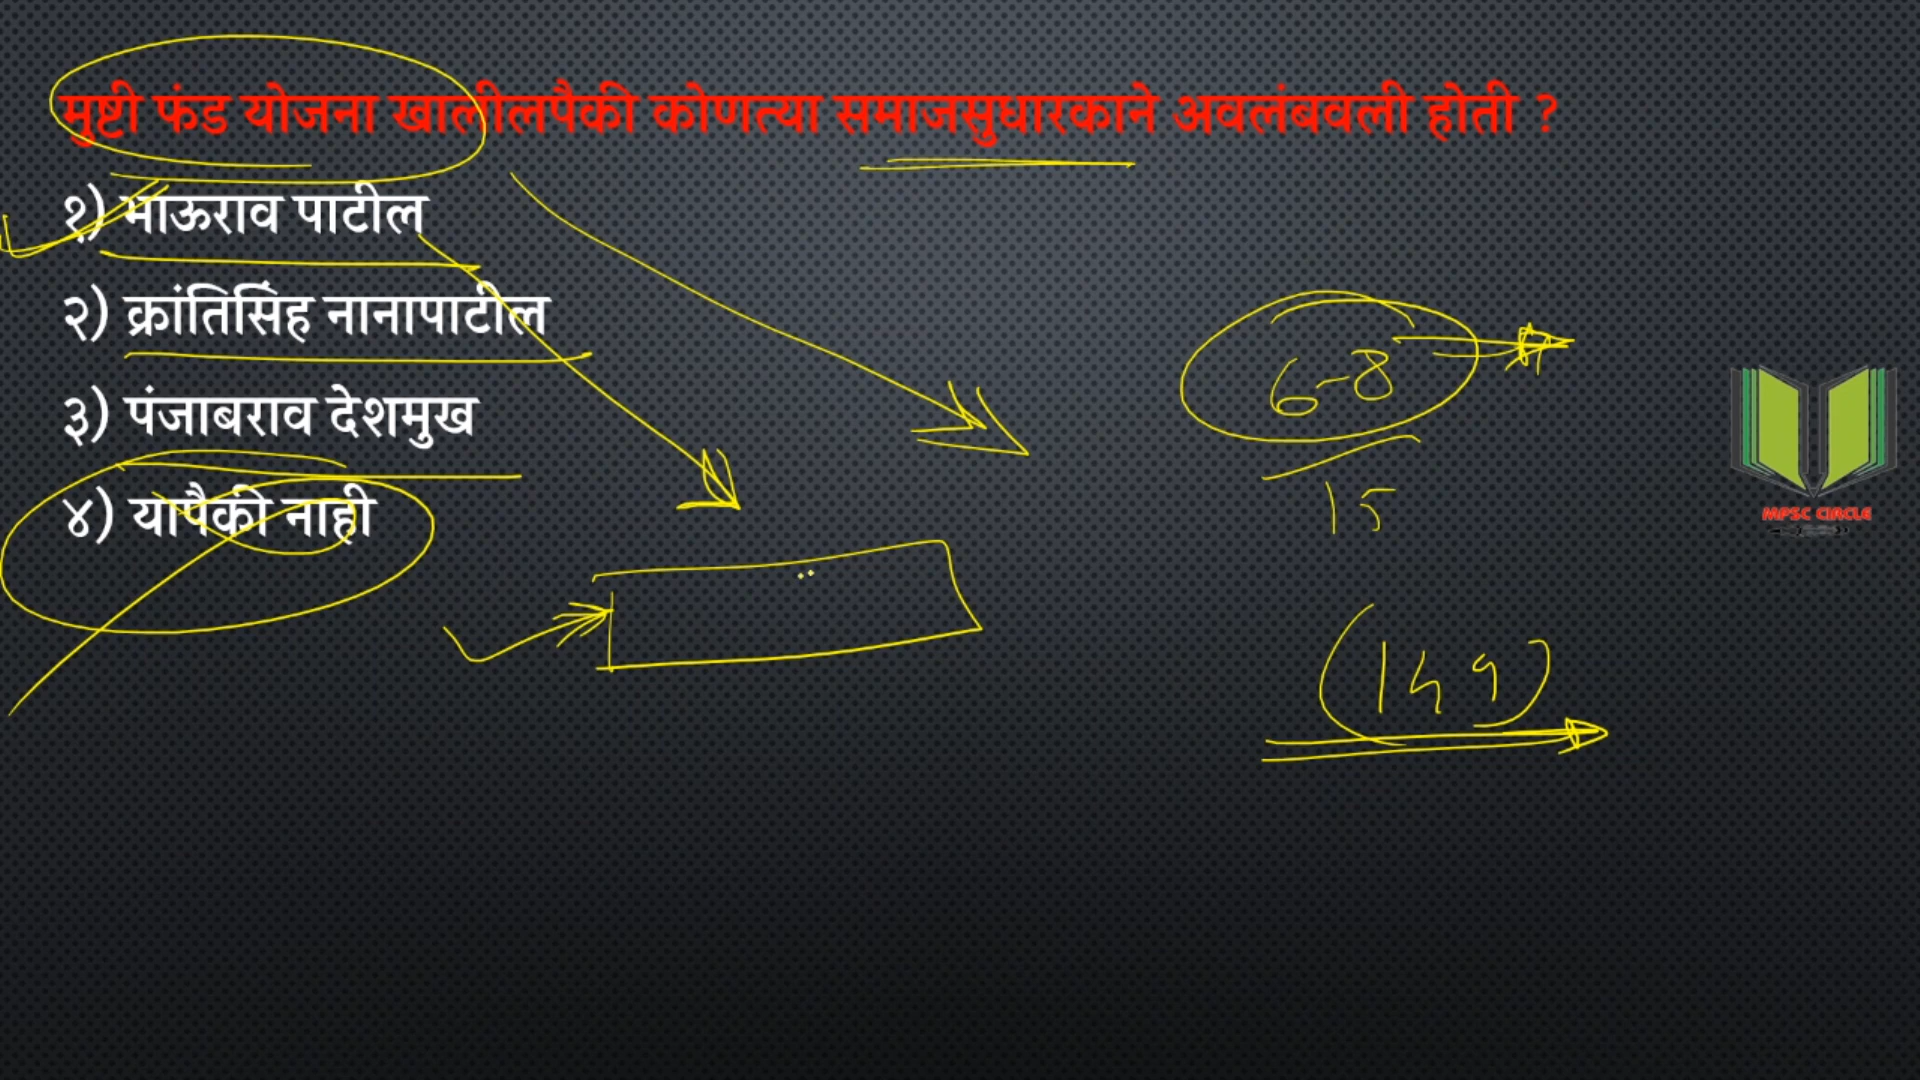 मुष्टी फंड योजना खालीलपैकी कोणत्या समाजसुधारकाने अवलंबवली होती ?
१) भाऊराव पाटील
२) क्रांतिसिंह नानापाटील
३) पंजाबराव देशमुख
४) यापैकी नाही
6-8
15
149
MPSC CIRCLE